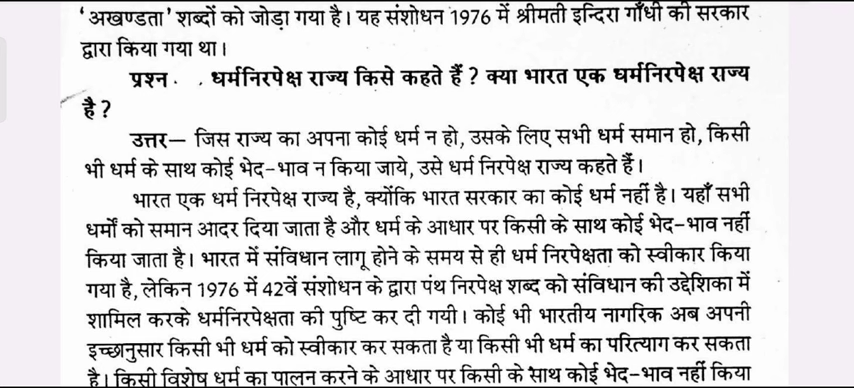 'अखण्डता' शब्दों को जोड़ा गया है। यह संशोधन 1976 में श्रीमती इन्दिरा गाँधी की सरकार
द्वारा किया गया था।
प्रश्न . . धर्मनिरपेक्ष राज्य किसे कहते हैं ? क्या भारत एक धर्मनिरपेक्ष राज्य
है ?
उत्तर— जिस राज्य का अपना कोई धर्म न हो, उसके लिए सभी धर्म समान हो, किसी
भी धर्म के साथ कोई भेद-भाव न किया जाये, उसे धर्म निरपेक्ष राज्य कहते हैं।
भारत एक धर्म निरपेक्ष राज्य है, क्योंकि भारत सरकार का कोई धर्म नहीं है। यहाँ सभी
धर्मों को समान आदर दिया जाता है और धर्म के आधार पर किसी के साथ कोई भेद-भाव नहीं
किया जाता है। भारत में संविधान लागू होने के समय से ही धर्म निरपेक्षता को स्वीकार किया
गया है, लेकिन 1976 में 42वें संशोधन के द्वारा पंथ निरपेक्ष शब्द को संविधान की उद्देशिका में
शामिल करके धर्मनिरपेक्षता की पुष्टि कर दी गयी। कोई भी भारतीय नागरिक अब अपनी
इच्छानुसार किसी भी धर्म को स्वीकार कर सकता है या किसी भी धर्म का परित्याग कर सकता
है। किसी विशेष धर्म का पालन करने के आधार पर किसी के साथ कोई भेद-भाव नहीं किया